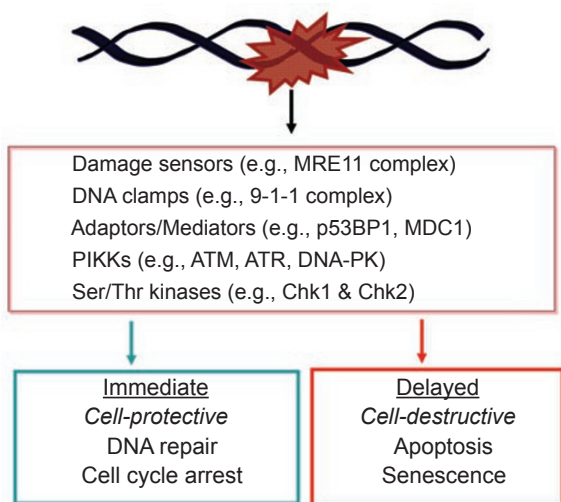 Damage sensors (e.g., MRE11 complex)
DNA clamps (e.g., 9-1-1 complex)
Adaptors/Mediators (e.g., p53BP1, MDC1)
PIKKs (e.g., ATM, ATR, DNA-PK)
Ser/Thr kinases (e.g., Chk1 & Chk2)
Immediate
Cell-protective
DNA repair
Cell cycle arrest
Delayed
Cell-destructive
Apoptosis
Senescence